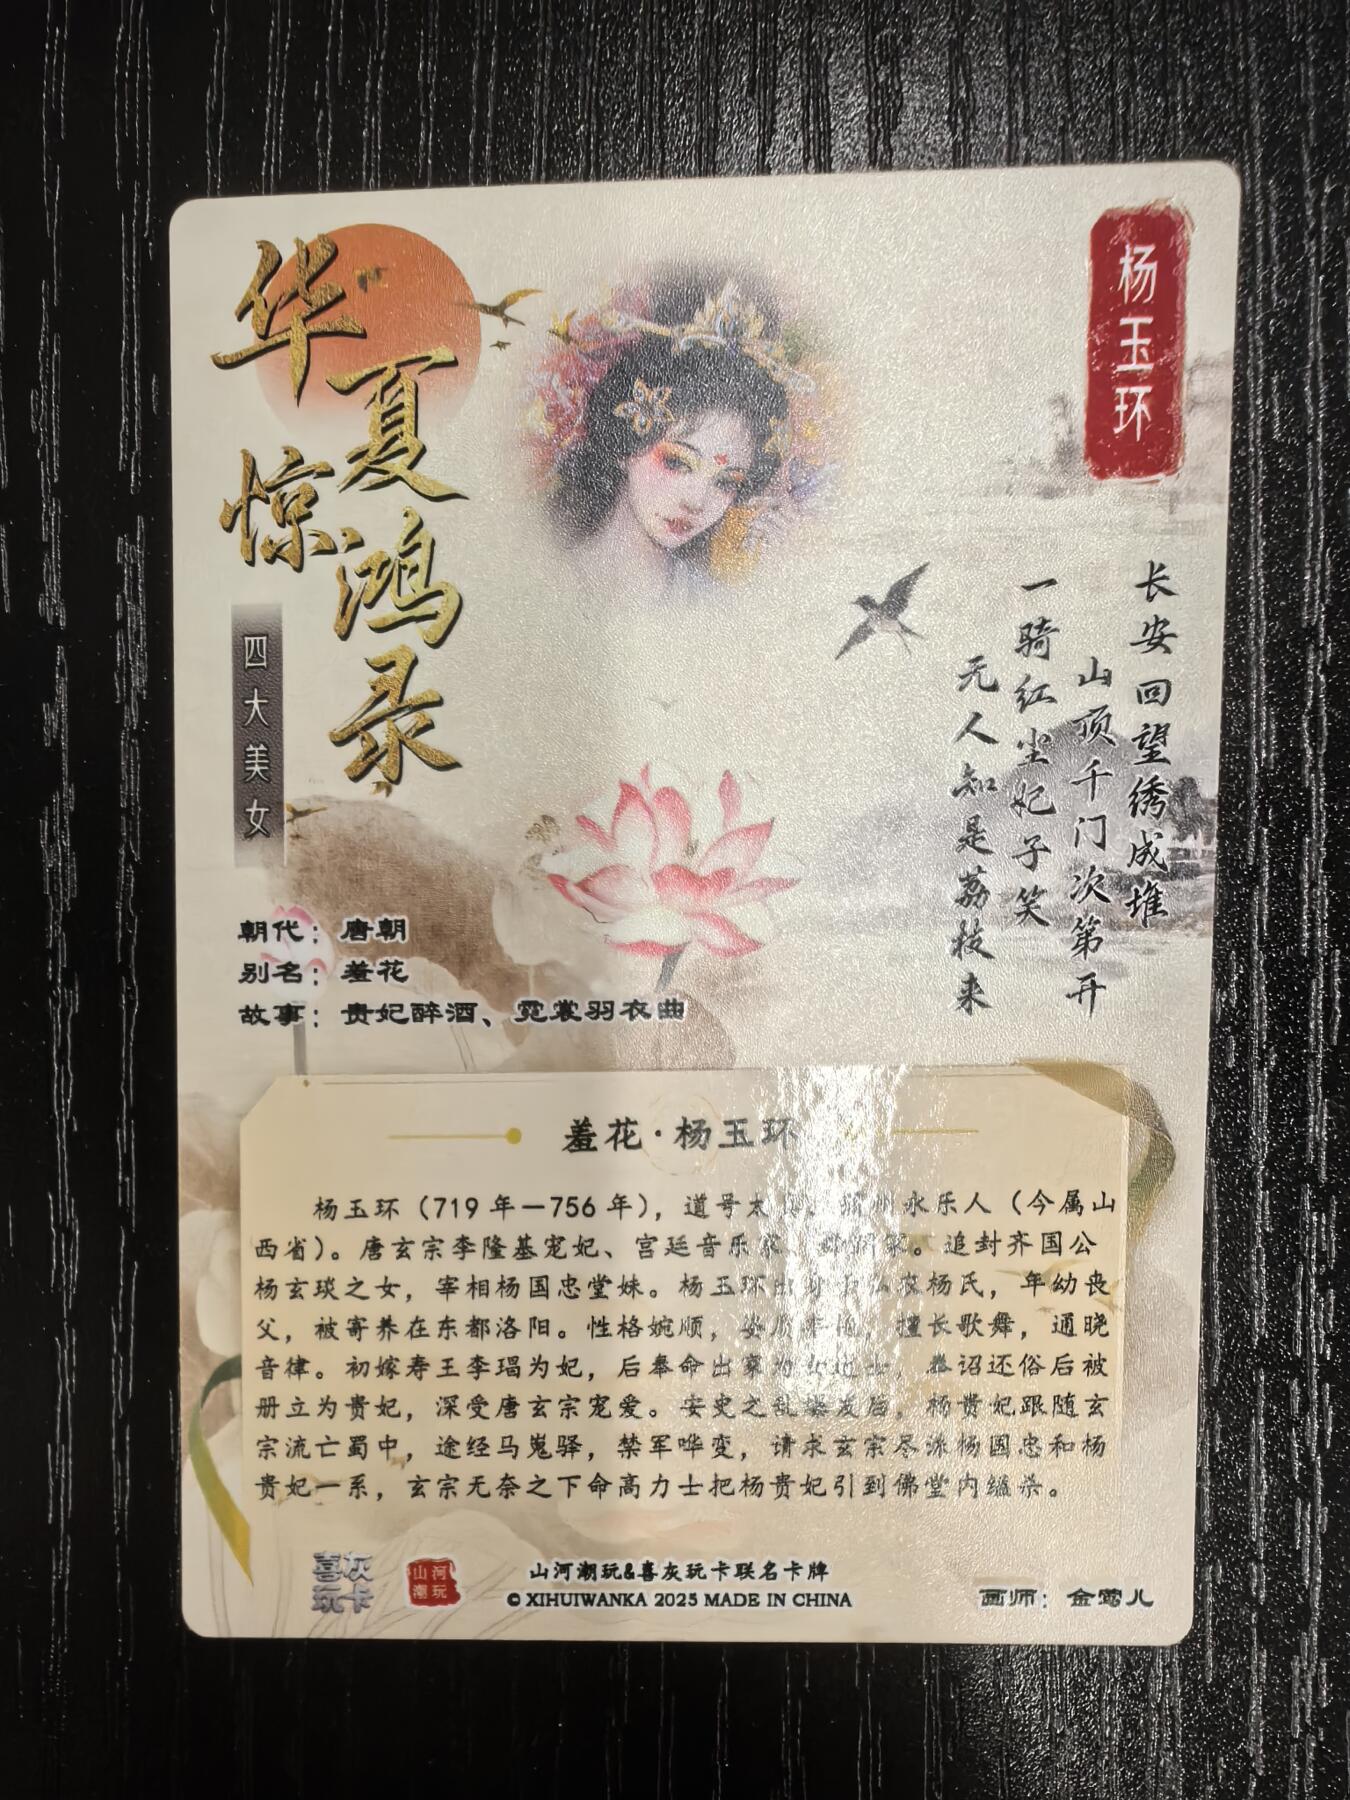 华夏惊鸿录
四大美女
杨玉环
长安回望绣成堆
山顶千门次第开
一骑红尘妃子笑
无人知是荔枝来
朝代：唐朝
别名：羞花
故事：贵妃醉酒、霓裳羽衣曲
羞花·杨玉环
杨玉环（719年—756年），道号太 永乐人（今属山
西省）。唐玄宗李隆基宠妃、宫廷音乐家 。追封齐国公
杨玄琰之女，宰相杨国忠堂妹。杨玉环出 杨氏，年幼丧
父，被寄养在东都洛阳。性格婉顺，姿质丰艳，擅长歌舞，通晓
音律。初嫁寿王李瑁为妃，后奉命出家为 ，奉诏还俗后被
册立为贵妃，深受唐玄宗宠爱。安史之乱 发后，杨贵妃跟随玄
宗流亡蜀中，途经马嵬驿，禁军哗变，请求玄宗尽诛杨国忠和杨
贵妃一系，玄宗无奈之下命高力士把杨贵妃引到佛堂内缢杀。
喜灰玩卡
山河潮玩
山河潮玩&喜灰玩卡联名卡牌
© XIHUIWANKA 2025 MADE IN CHINA
画师：金莺儿